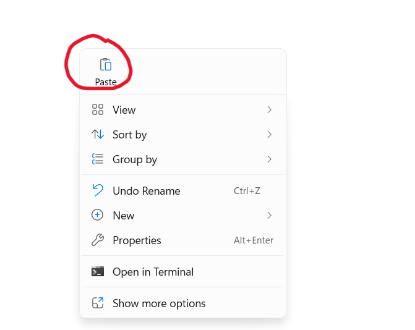 Paste
View
Sort by
Group by
Undo Rename Ctrl+Z
New
Properties Alt+Enter
Open in Terminal
Show more options